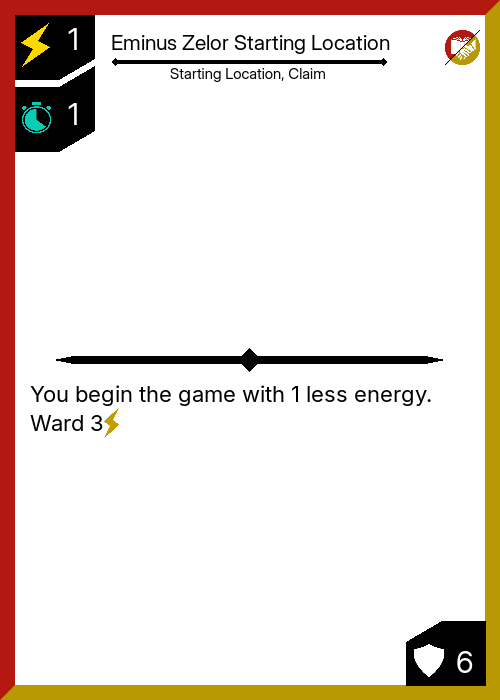 1
Eminus Zelor Starting Location
Starting Location, Claim
1
You begin the game with 1 less energy.
Ward 3
6